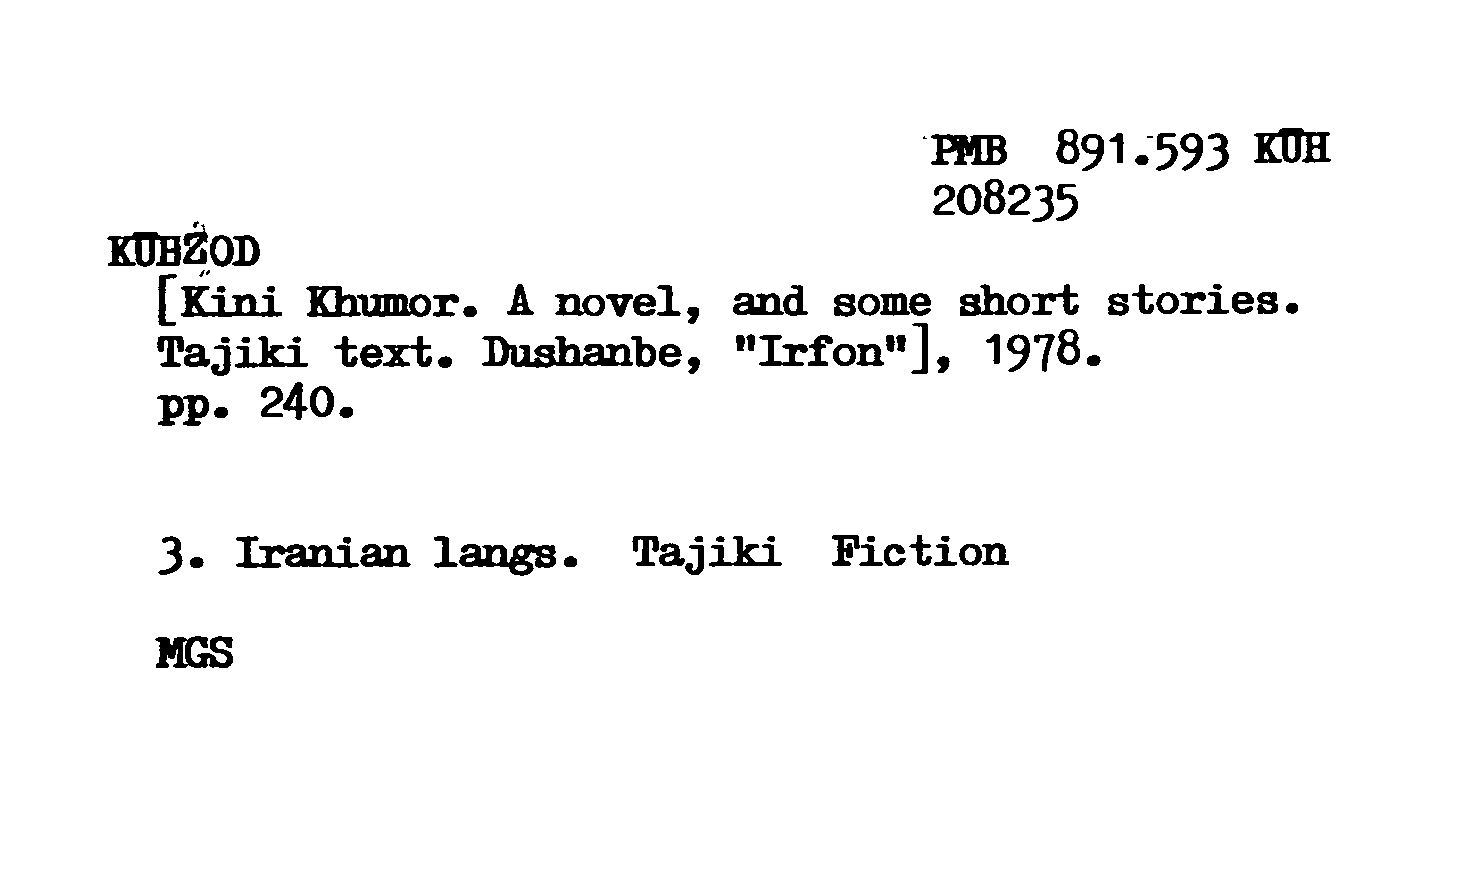 PMB 891.593 KŪH
208235
KŪHZOD
[Kini Khumor. A novel, and some short stories.
Tajiki text. Dushanbe, "Irfon"], 1978.
pp. 240.
3. Iranian langs. Tajiki Fiction
MGS